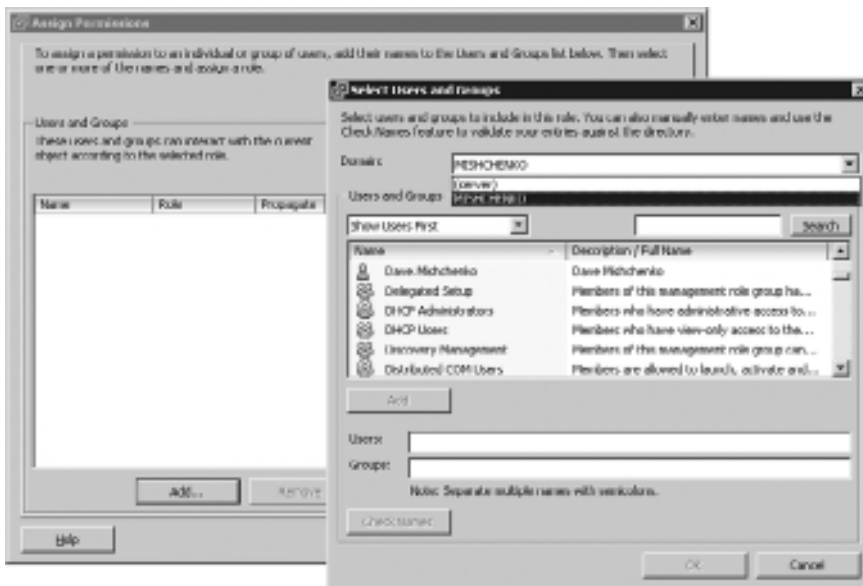 Assign Permissions
To assign a permission to an individual or group of users, add their names to the Users and Groups list below. Then select
one or more of the names and assign a role.
Users and Groups
These users and groups can interact with the current
object according to the selected role.
Name Role Propagate
Add... Remove
Help
Select Users and Groups
Select users and groups to include in this role. You can also manually enter names and use the
Check Names feature to validate your entries against the directory.
Domain: MISHCHENKO
(server)
MISHCHENKO
Users and Groups
Show Users First Search
Name Description / Full Name
Dave.Mishchenko Dave Mishchenko
Delegated Setup Members of this management role group ha...
DHCP Administrators Members who have administrative access to...
DHCP Users Members who have view-only access to the...
Discovery Management Members of this management role group can...
Distributed COM Users Members are allowed to launch, activate and...
Add
Users:
Groups:
Note: Separate multiple names with semicolons.
Check Names
OK Cancel